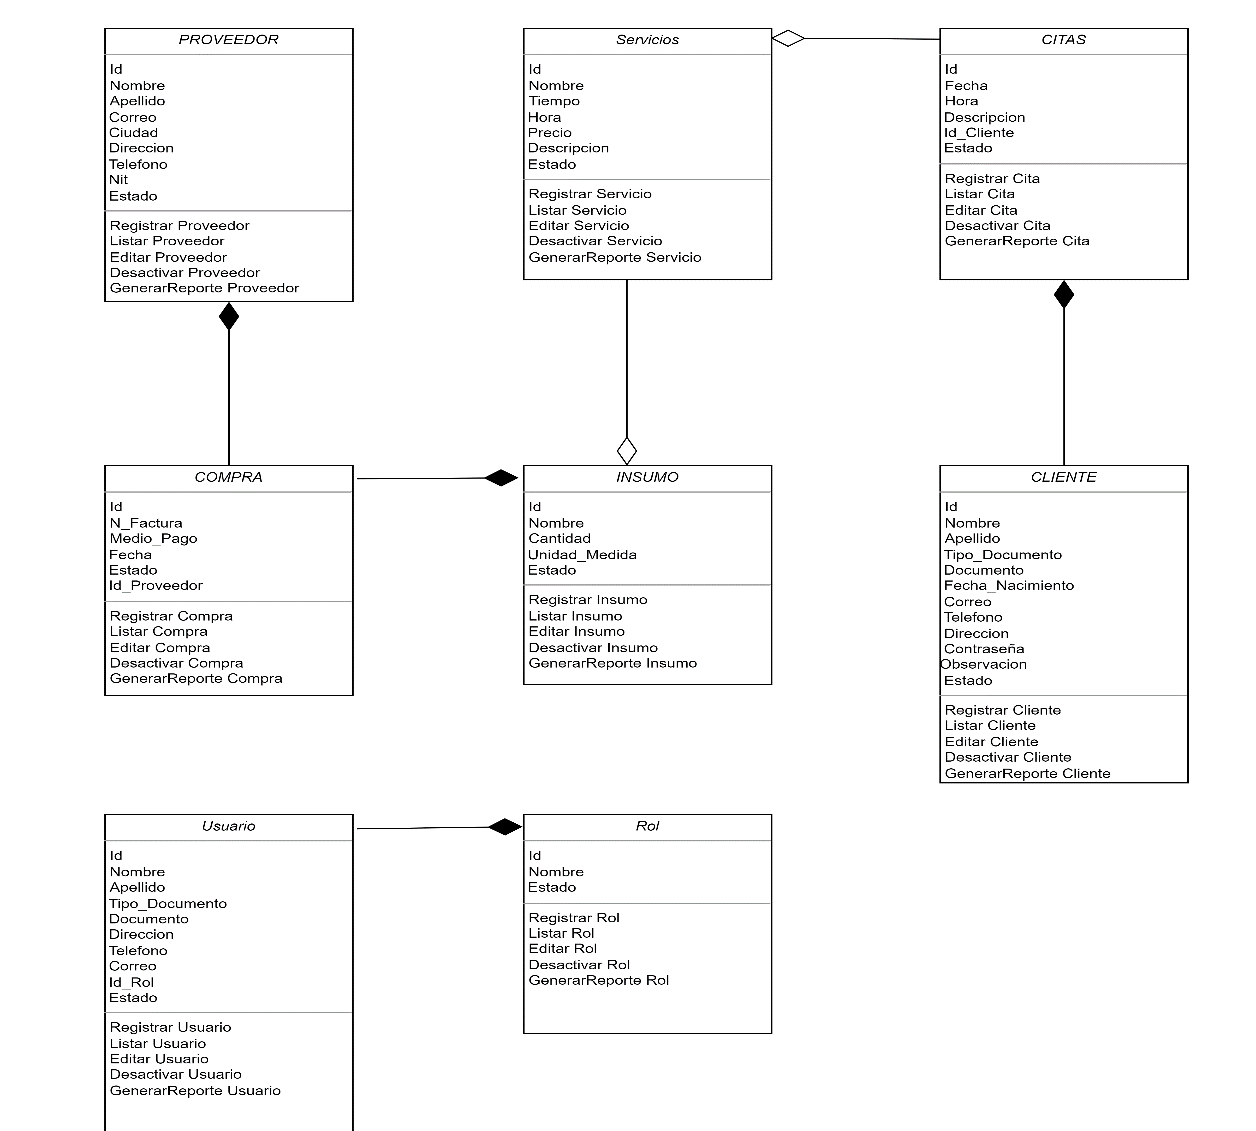 PROVEEDOR
Id
Nombre
Apellido
Correo
Ciudad
Direccion
Telefono
Nit
Estado
Registrar Proveedor
Listar Proveedor
Editar Proveedor
Desactivar Proveedor
GenerarReporte Proveedor
Servicios
Id
Nombre
Tiempo
Hora
Precio
Descripcion
Estado
Registrar Servicio
Listar Servicio
Editar Servicio
Desactivar Servicio
GenerarReporte Servicio
CITAS
Id
Fecha
Hora
Descripcion
Id_Cliente
Estado
Registrar Cita
Listar Cita
Editar Cita
Desactivar Cita
GenerarReporte Cita
COMPRA
Id
N_Factura
Medio_Pago
Fecha
Estado
Id_Proveedor
Registrar Compra
Listar Compra
Editar Compra
Desactivar Compra
GenerarReporte Compra
INSUMO
Id
Nombre
Cantidad
Unidad_Medida
Estado
Registrar Insumo
Listar Insumo
Editar Insumo
Desactivar Insumo
GenerarReporte Insumo
CLIENTE
Id
Nombre
Apellido
Tipo_Documento
Documento
Fecha_Nacimiento
Correo
Telefono
Direccion
Contraseña
Observacion
Estado
Registrar Cliente
Listar Cliente
Editar Cliente
Desactivar Cliente
GenerarReporte Cliente
Usuario
Id
Nombre
Apellido
Tipo_Documento
Documento
Direccion
Telefono
Correo
Id_Rol
Estado
Registrar Usuario
Listar Usuario
Editar Usuario
Desactivar Usuario
GenerarReporte Usuario
Rol
Id
Nombre
Estado
Registrar Rol
Listar Rol
Editar Rol
Desactivar Rol
GenerarReporte Rol